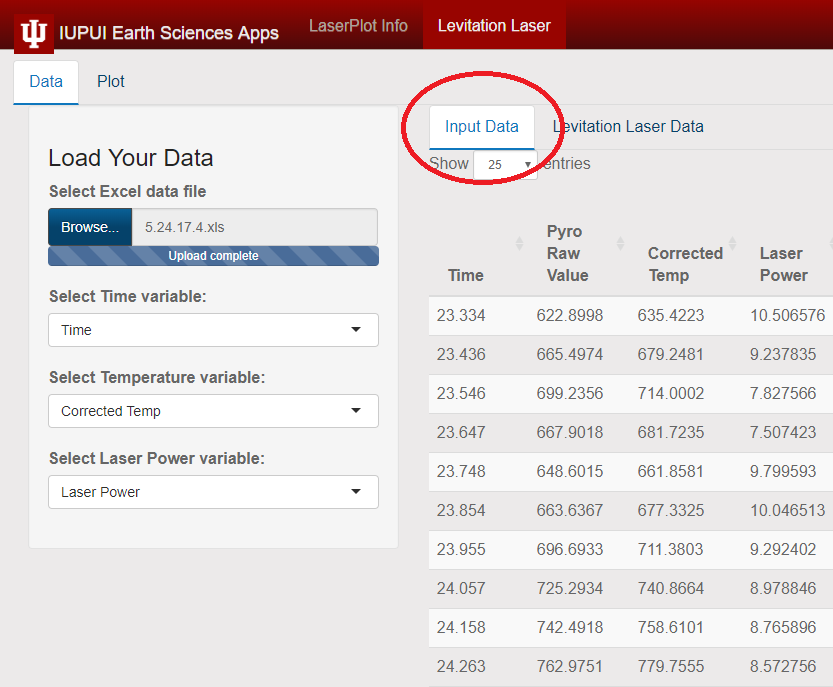 IUPUI Earth Sciences Apps LaserPlot Info Levitation Laser
Data Plot
Input Data Levitation Laser Data
Show 25 entries
Load Your Data
Select Excel data file
Browse... 5.24.17.4.xls
Upload complete
Select Time variable:
Time
Select Temperature variable:
Corrected Temp
Select Laser Power variable:
Laser Power
Time Pyro Raw Value Corrected Temp Laser Power
23.334 622.8998 635.4223 10.506576
23.436 665.4974 679.2481 9.237835
23.546 699.2356 714.0002 7.827566
23.647 667.9018 681.7235 7.507423
23.748 648.6015 661.8581 9.799593
23.854 663.6367 677.3325 10.046513
23.955 696.6933 711.3803 9.292402
24.057 725.2934 740.8664 8.978846
24.158 742.4918 758.6101 8.765896
24.263 762.9751 779.7555 8.572756